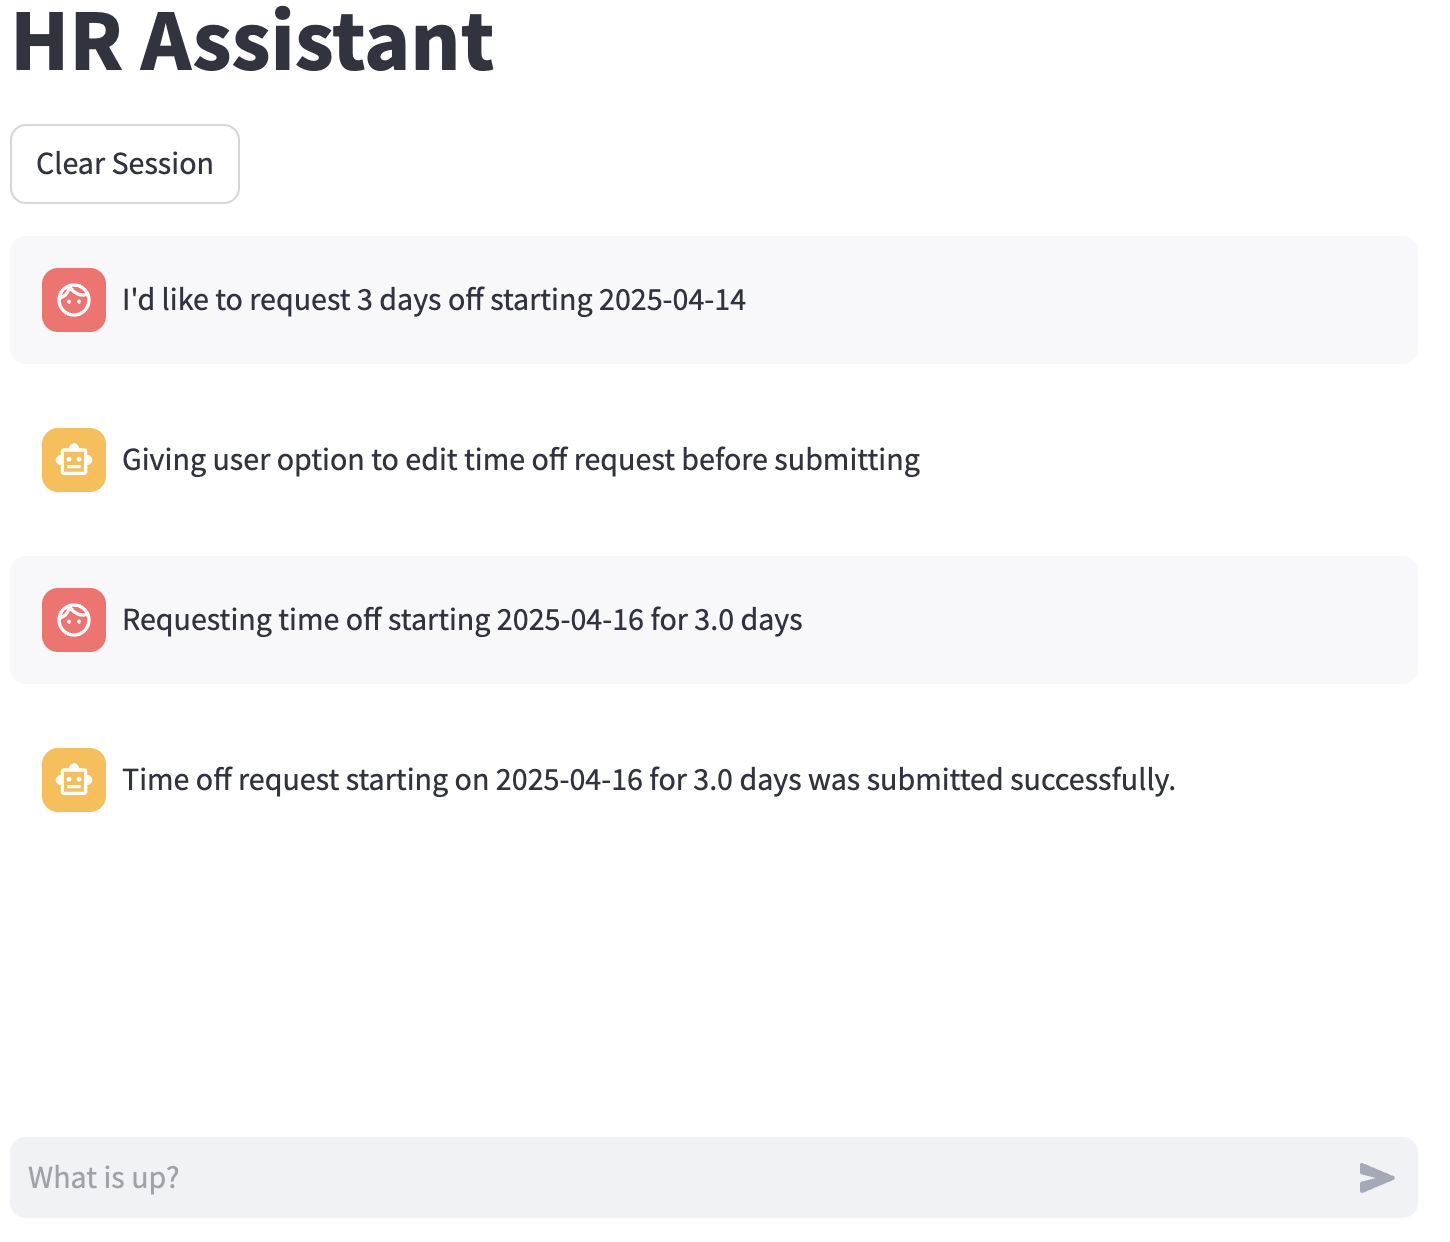 HR Assistant
Clear Session
I'd like to request 3 days off starting 2025-04-14
Giving user option to edit time off request before submitting
Requesting time off starting 2025-04-16 for 3.0 days
Time off request starting on 2025-04-16 for 3.0 days was submitted successfully.
What is up?